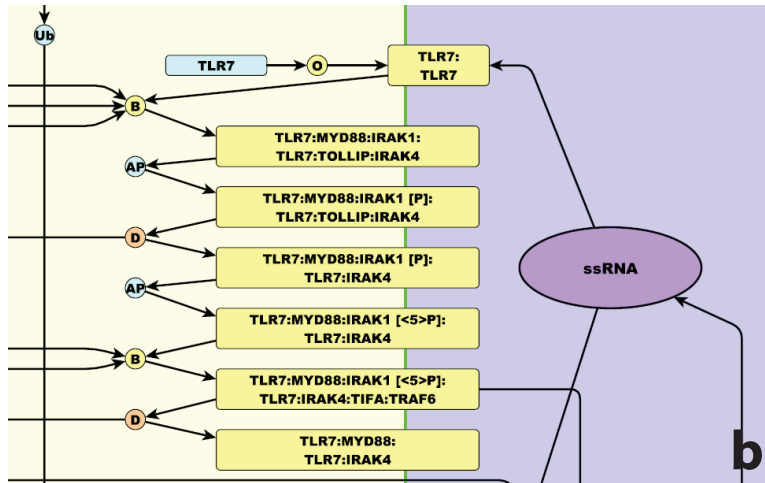 Ub
TLR7
O
TLR7:
TLR7
B
TLR7:MYD88:IRAK1:
TLR7:TOLLIP:IRAK4
AP
TLR7:MYD88:IRAK1 [P]:
TLR7:TOLLIP:IRAK4
D
TLR7:MYD88:IRAK1 [P]:
TLR7:IRAK4
ssRNA
AP
TLR7:MYD88:IRAK1 [<5>P]:
TLR7:IRAK4
B
TLR7:MYD88:IRAK1 [<5>P]:
TLR7:IRAK4:TIFA:TRAF6
D
TLR7:MYD88:
TLR7:IRAK4
b